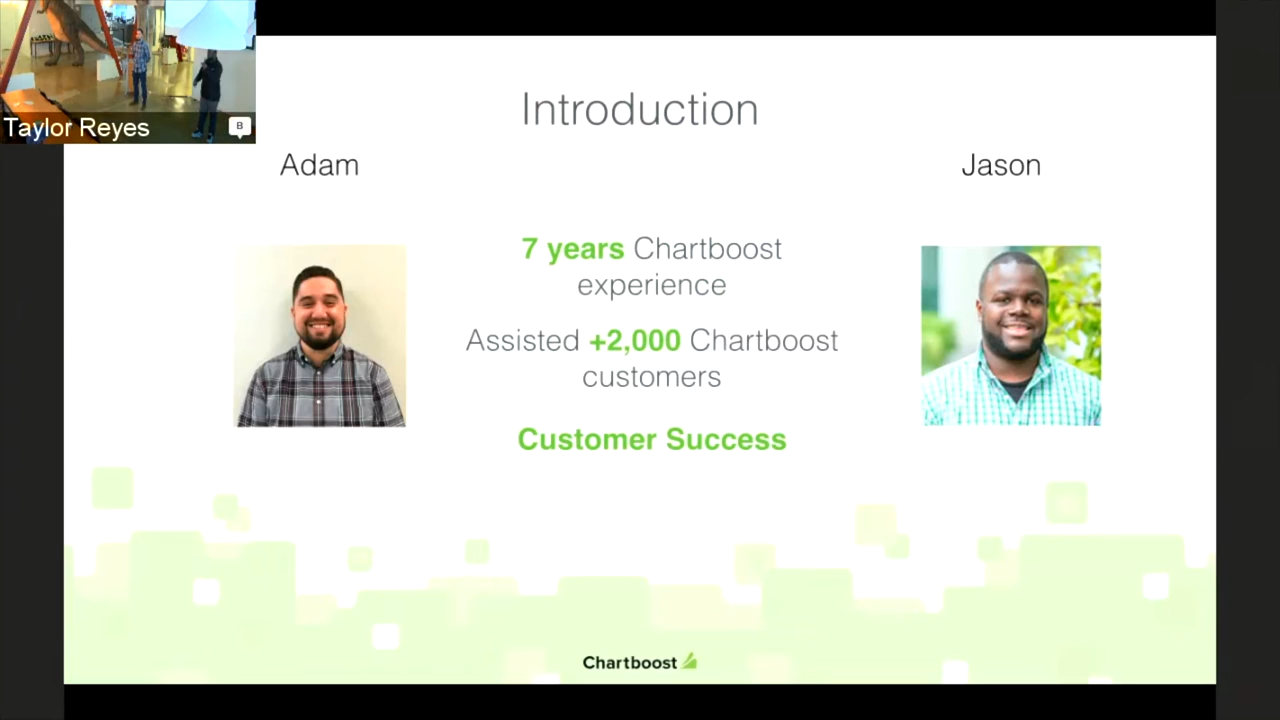 Taylor Reyes
B
Introduction
Adam
Jason
7 years Chartboost
experience
Assisted +2,000 Chartboost
customers
Customer Success
Chartboost